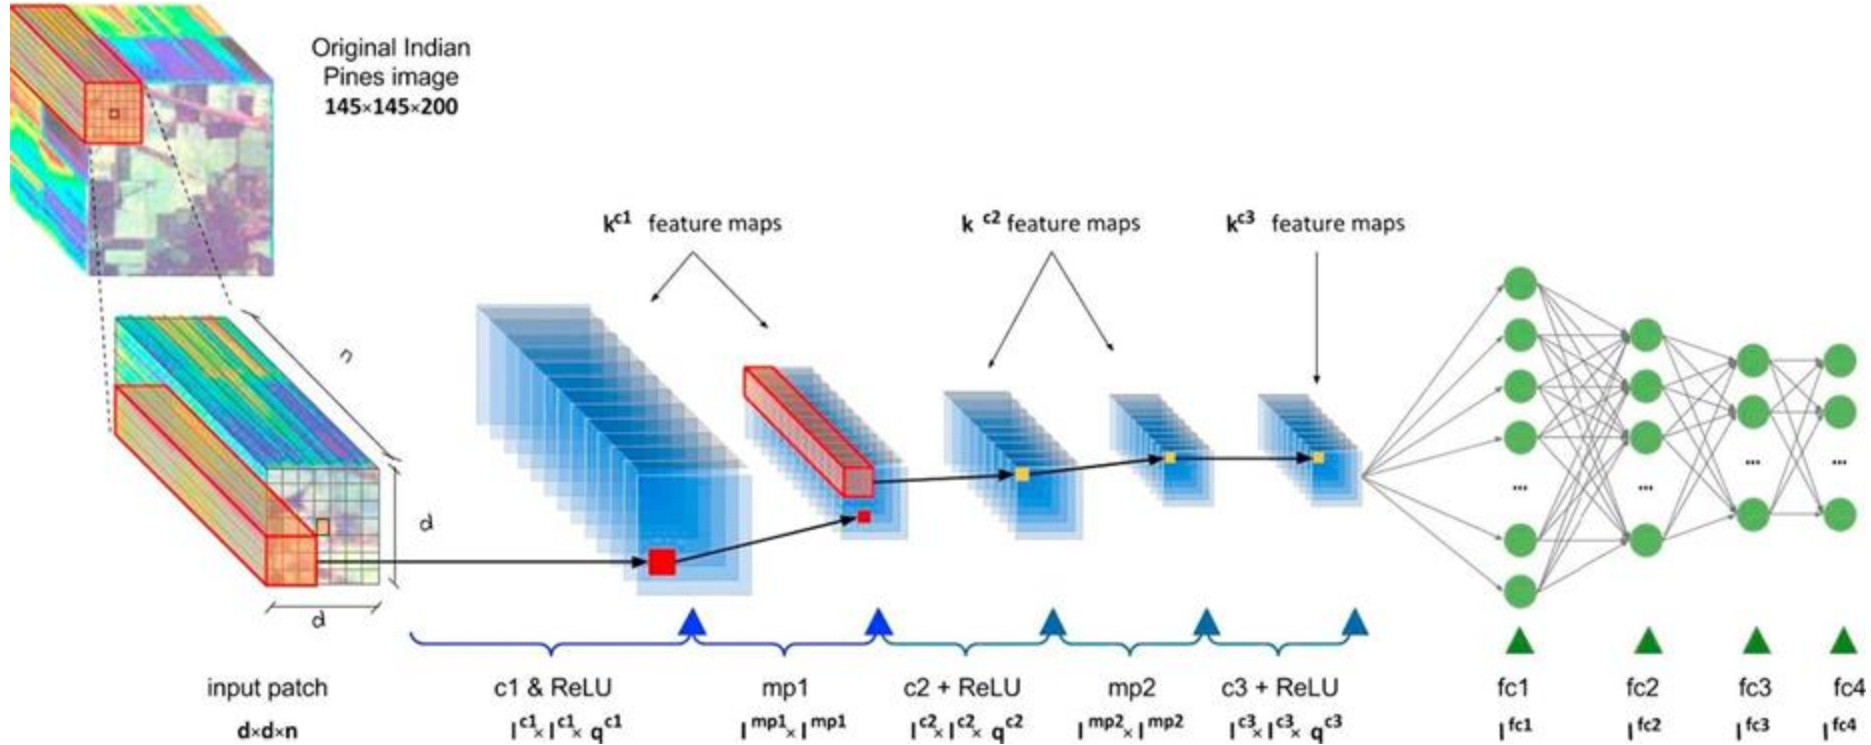 Original Indian
Pines image
145×145×200
k^c1 feature maps
k ^c2 feature maps
k^c3 feature maps
n
d
d
...
...
...
...
input patch
c1 & ReLU
mp1
c2 + ReLU
mp2
c3 + ReLU
fc1
fc2
fc3
fc4
d×d×n
l^c1× l^c1× q^c1
l^mp1× l^mp1
l^c2× l^c2× q^c2
l^mp2× l^mp2
l^c3× l^c3× q^c3
l^fc1
l^fc2
l^fc3
l^fc4